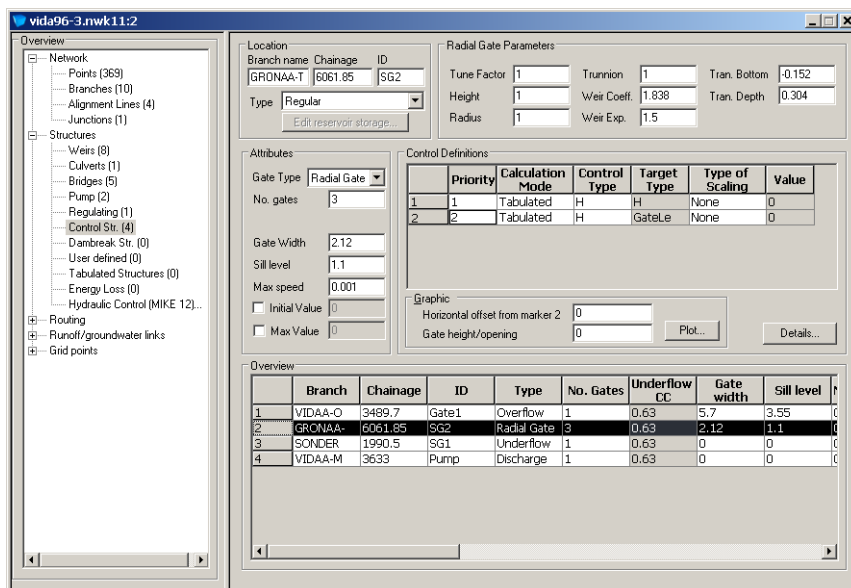 vida96-3.nwk11:2
Overview
Network
Points (369)
Branches (10)
Alignment Lines (4)
Junctions (1)
Structures
Weirs (8)
Culverts (1)
Bridges (5)
Pump (2)
Regulating (1)
Control Str. (4)
Dambreak Str. (0)
User defined (0)
Tabulated Structures (0)
Energy Loss (0)
Hydraulic Control (MIKE 12)...
Routing
Runoff/groundwater links
Grid points
Location
Branch name Chainage ID
GRONAA-T 6061.85 SG2
Type Regular
Edit reservoir storage...
Radial Gate Parameters
Tune Factor 1 Trunnion 1 Tran. Bottom -0.152
Height 1 Weir Coeff. 1.838 Tran. Depth 0.304
Radius 1 Weir Exp. 1.5
Attributes
Gate Type Radial Gate
No. gates 3
Gate Width 2.12
Sill level 1.1
Max speed 0.001
Initial Value 0
Max Value 0
Control Definitions
Priority Calculation Mode Control Type Target Type Type of Scaling Value
1 1 Tabulated H H None 0
2 2 Tabulated H GateLe None 0
Graphic
Horizontal offset from marker 2 0
Gate height/opening 0
Plot...
Details...
Overview
Branch Chainage ID Type No. Gates Underflow CC Gate width Sill level
1 VIDAA-O 3489.7 Gate1 Overflow 1 0.63 5.7 3.55
2 GRONAA- 6061.85 SG2 Radial Gate 3 0.63 2.12 1.1
3 SONDER 1990.5 SG1 Underflow 1 0.63 0 0
4 VIDAA-M 3633 Pump Discharge 1 0.63 0 0